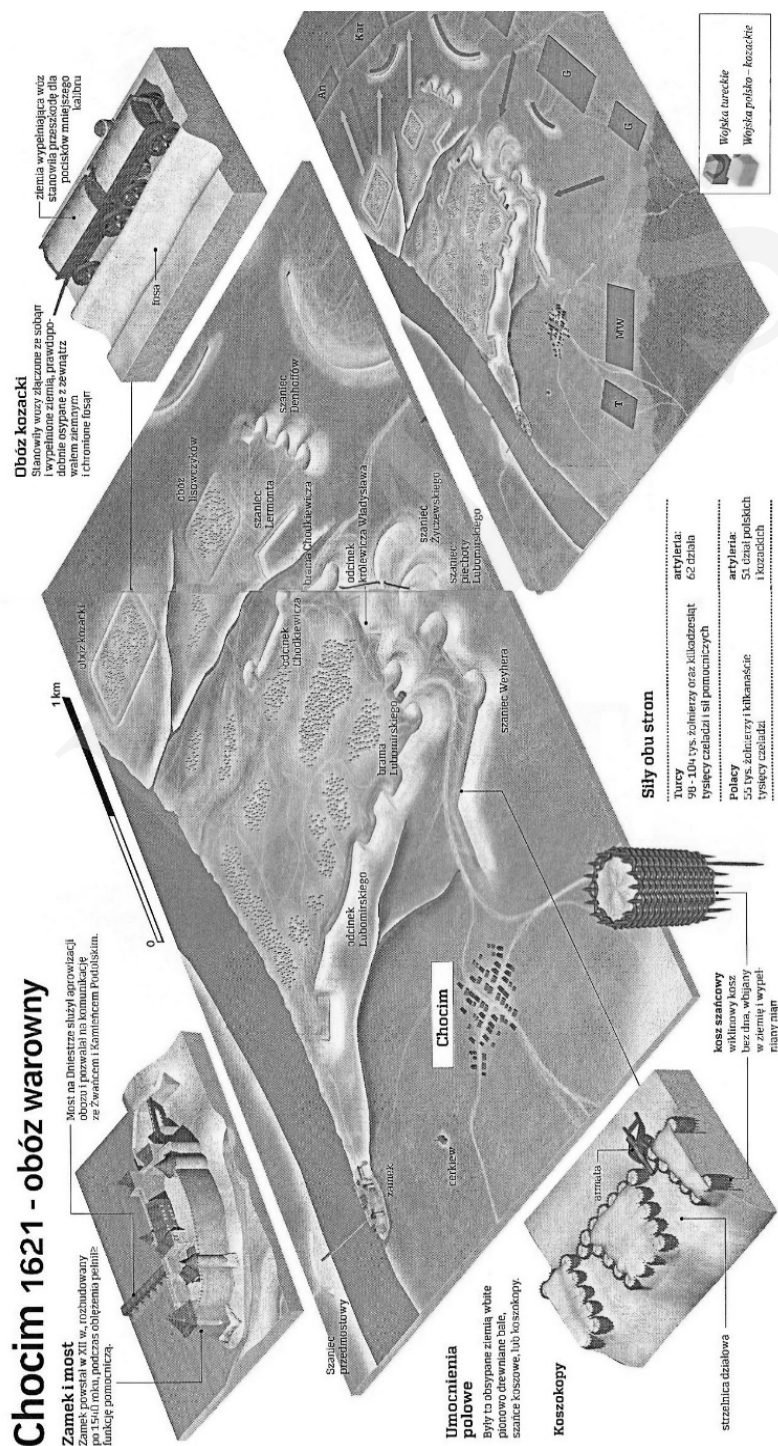 Chocim 1621 - obóz warowny
Zamek i most
Zamek powstał w XII w., rozbudowany
po 1540 roku, podczas oblężenia pełnił
funkcję pomocniczą.
Most na Dniestrze służył aprowizacji
obozu i pozwalał na komunikację
ze Żwańcem i Kamieńcem Podolskim.
0
1 km
Obóz kozacki
Stanowiły wozy złączone ze sobą
i wypełnione ziemią, prawdopo-
dobnie osypane z zewnątrz
wałem ziemnym
i chronione fosą
ziemia wypełniająca wóz
stanowiła przeszkodę dla
pocisków mniejszego
kalibru
fosa
obóz kozacki
obóz
lisowczyków
szaniec
Lermonta
szaniec
Denhoffów
brama Chodkiewicza
odcinek
Chodkiewicza
odcinek
królewicza Władysława
szaniec
Życzewskiego
szaniec
piechoty
Lubomirskiego
brama
Lubomirskiego
szaniec Weyhera
odcinek
Lubomirskiego
Chocim
zamek
cerkiew
Szaniec
przedmostowy
Umocnienia
polowe
Były to obsypane ziemią wbite
pionowo drewniane bale,
szańce koszowe, lub koszokopy.
Koszokopy
armata
strzelnica działowa
kosz szańcowy
wiklinowy kosz
bez dna, wbijany
w ziemię i wypeł-
niany nią
Siły obu stron
Turcy
98 - 104 tys. żołnierzy oraz kilkadziesiąt
tysięcy czeladzi i sił pomocniczych
artyleria:
62 działa
Polacy
55 tys. żołnierzy i kilkanaście
tysięcy czeladzi
artyleria:
51 dział polskich
i kozackich
An
Kar
G
G
MW
T
Wojska tureckie
Wojska polsko - kozackie